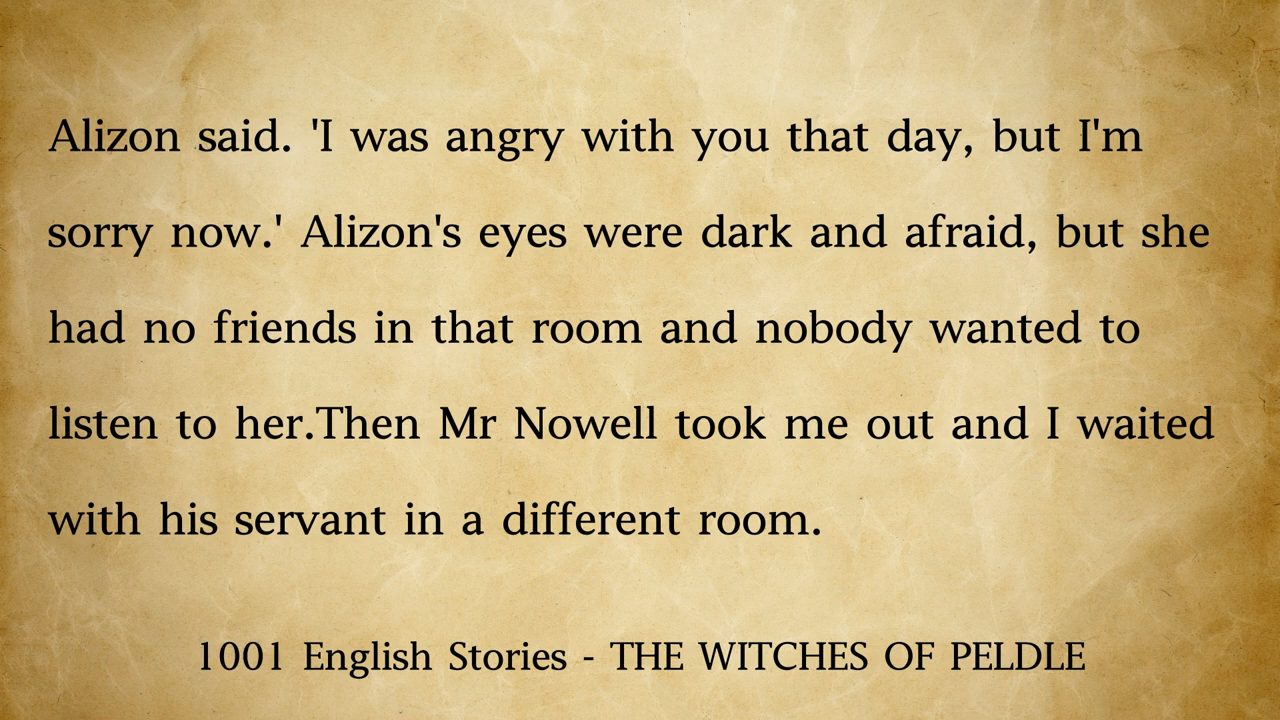 Alizon said. 'I was angry with you that day, but I'm
sorry now.' Alizon's eyes were dark and afraid, but she
had no friends in that room and nobody wanted to
listen to her.Then Mr Nowell took me out and I waited
with his servant in a different room.
1001 English Stories - THE WITCHES OF PELDLE